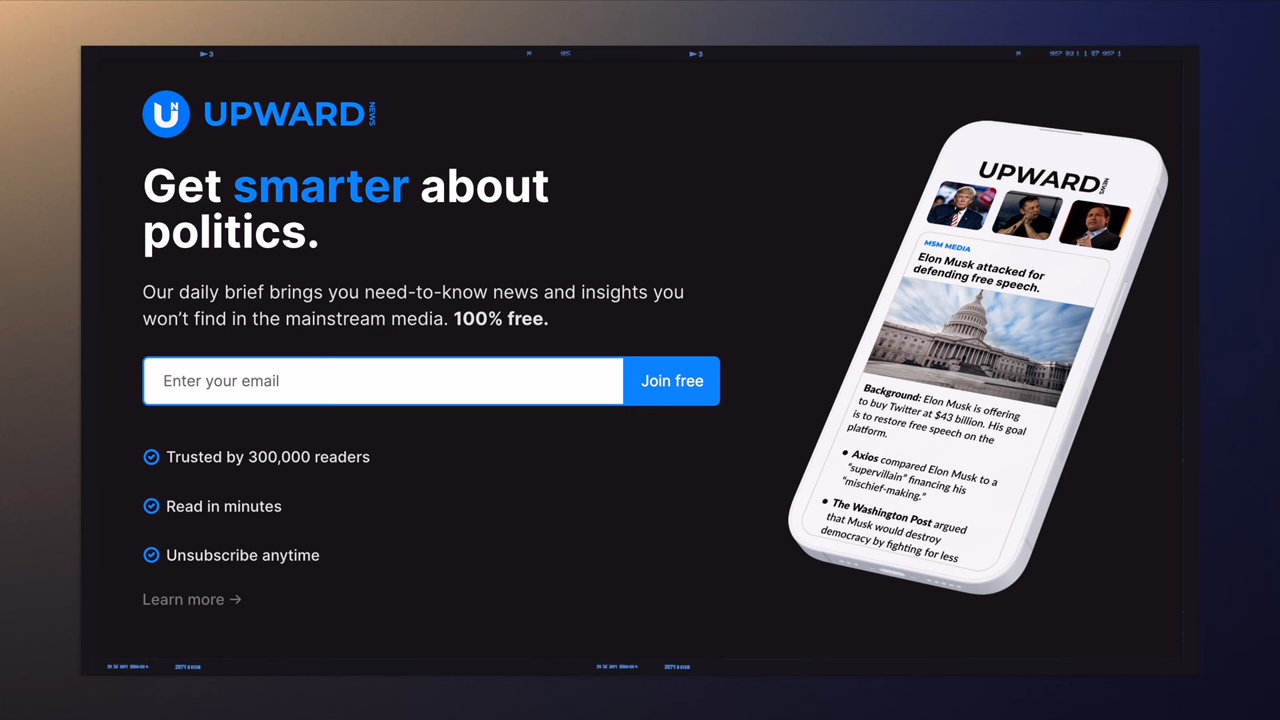 UN UPWARD NEWS
Get smarter about
politics.
Our daily brief brings you need-to-know news and insights you
won’t find in the mainstream media. 100% free.
Enter your email
Join free
Trusted by 300,000 readers
Read in minutes
Unsubscribe anytime
Learn more →
UPWARD NEWS
MSM MEDIA
Elon Musk attacked for
defending free speech.
Background: Elon Musk is offering
to buy Twitter at $43 billion. His goal
is to restore free speech on the
platform.
• Axios compared Elon Musk to a
“supervillain” financing his
“mischief-making.”
• The Washington Post argued
that Musk would destroy
democracy by fighting for less